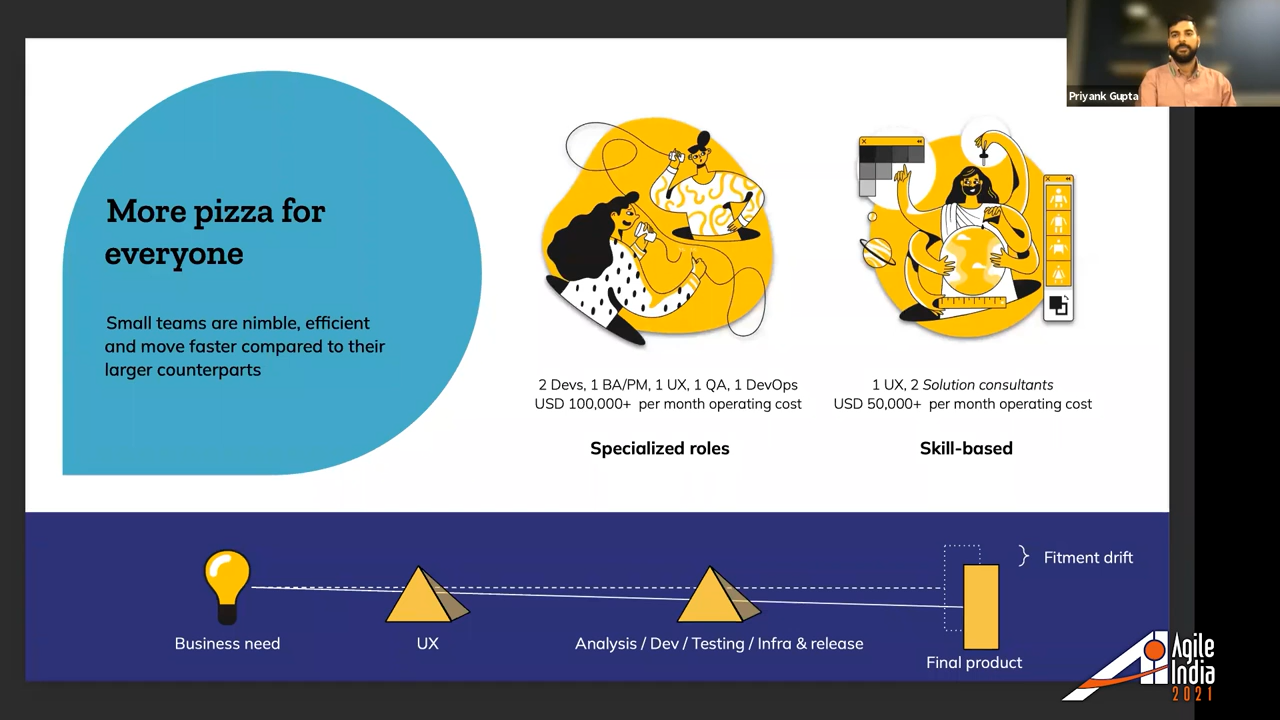 Priyank Gupta
More pizza for
everyone
Small teams are nimble, efficient
and move faster compared to their
larger counterparts
2 Devs, 1 BA/PM, 1 UX, 1 QA, 1 DevOps
USD 100,000+ per month operating cost
Specialized roles
1 UX, 2 Solution consultants
USD 50,000+ per month operating cost
Skill-based
Fitment drift
Business need
UX
Analysis / Dev / Testing / Infra & release
Final product
Agile
India
2021